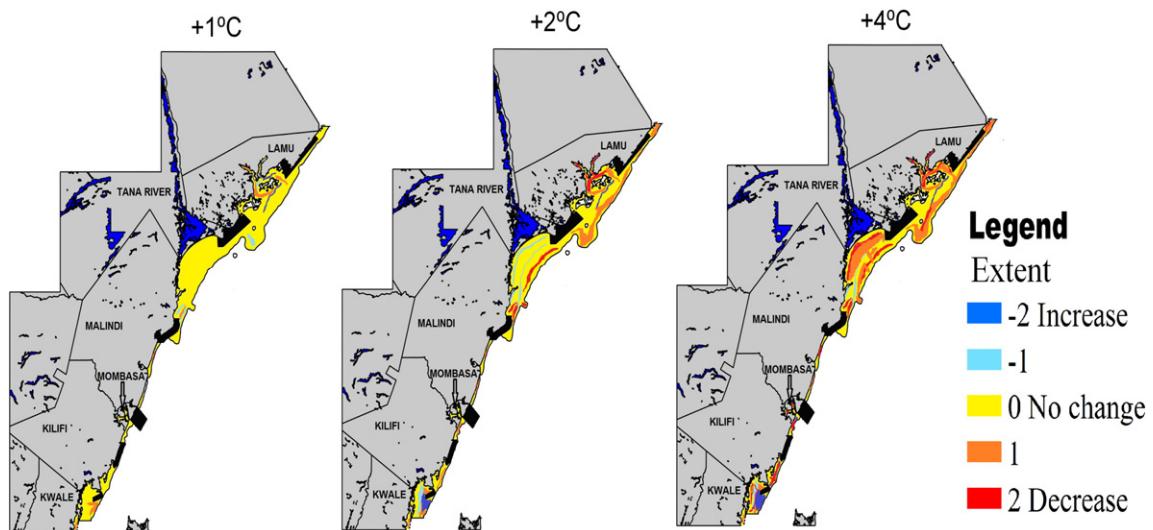 +1ºC
+2ºC
+4ºC
LAMU
TANA RIVER
MALINDI
MOMBASA
KILIFI
KWALE
LAMU
TANA RIVER
MALINDI
MOMBASA
KILIFI
KWALE
LAMU
TANA RIVER
MALINDI
MOMBASA
KILIFI
KWALE
Legend
Extent
-2 Increase
-1
0 No change
1
2 Decrease